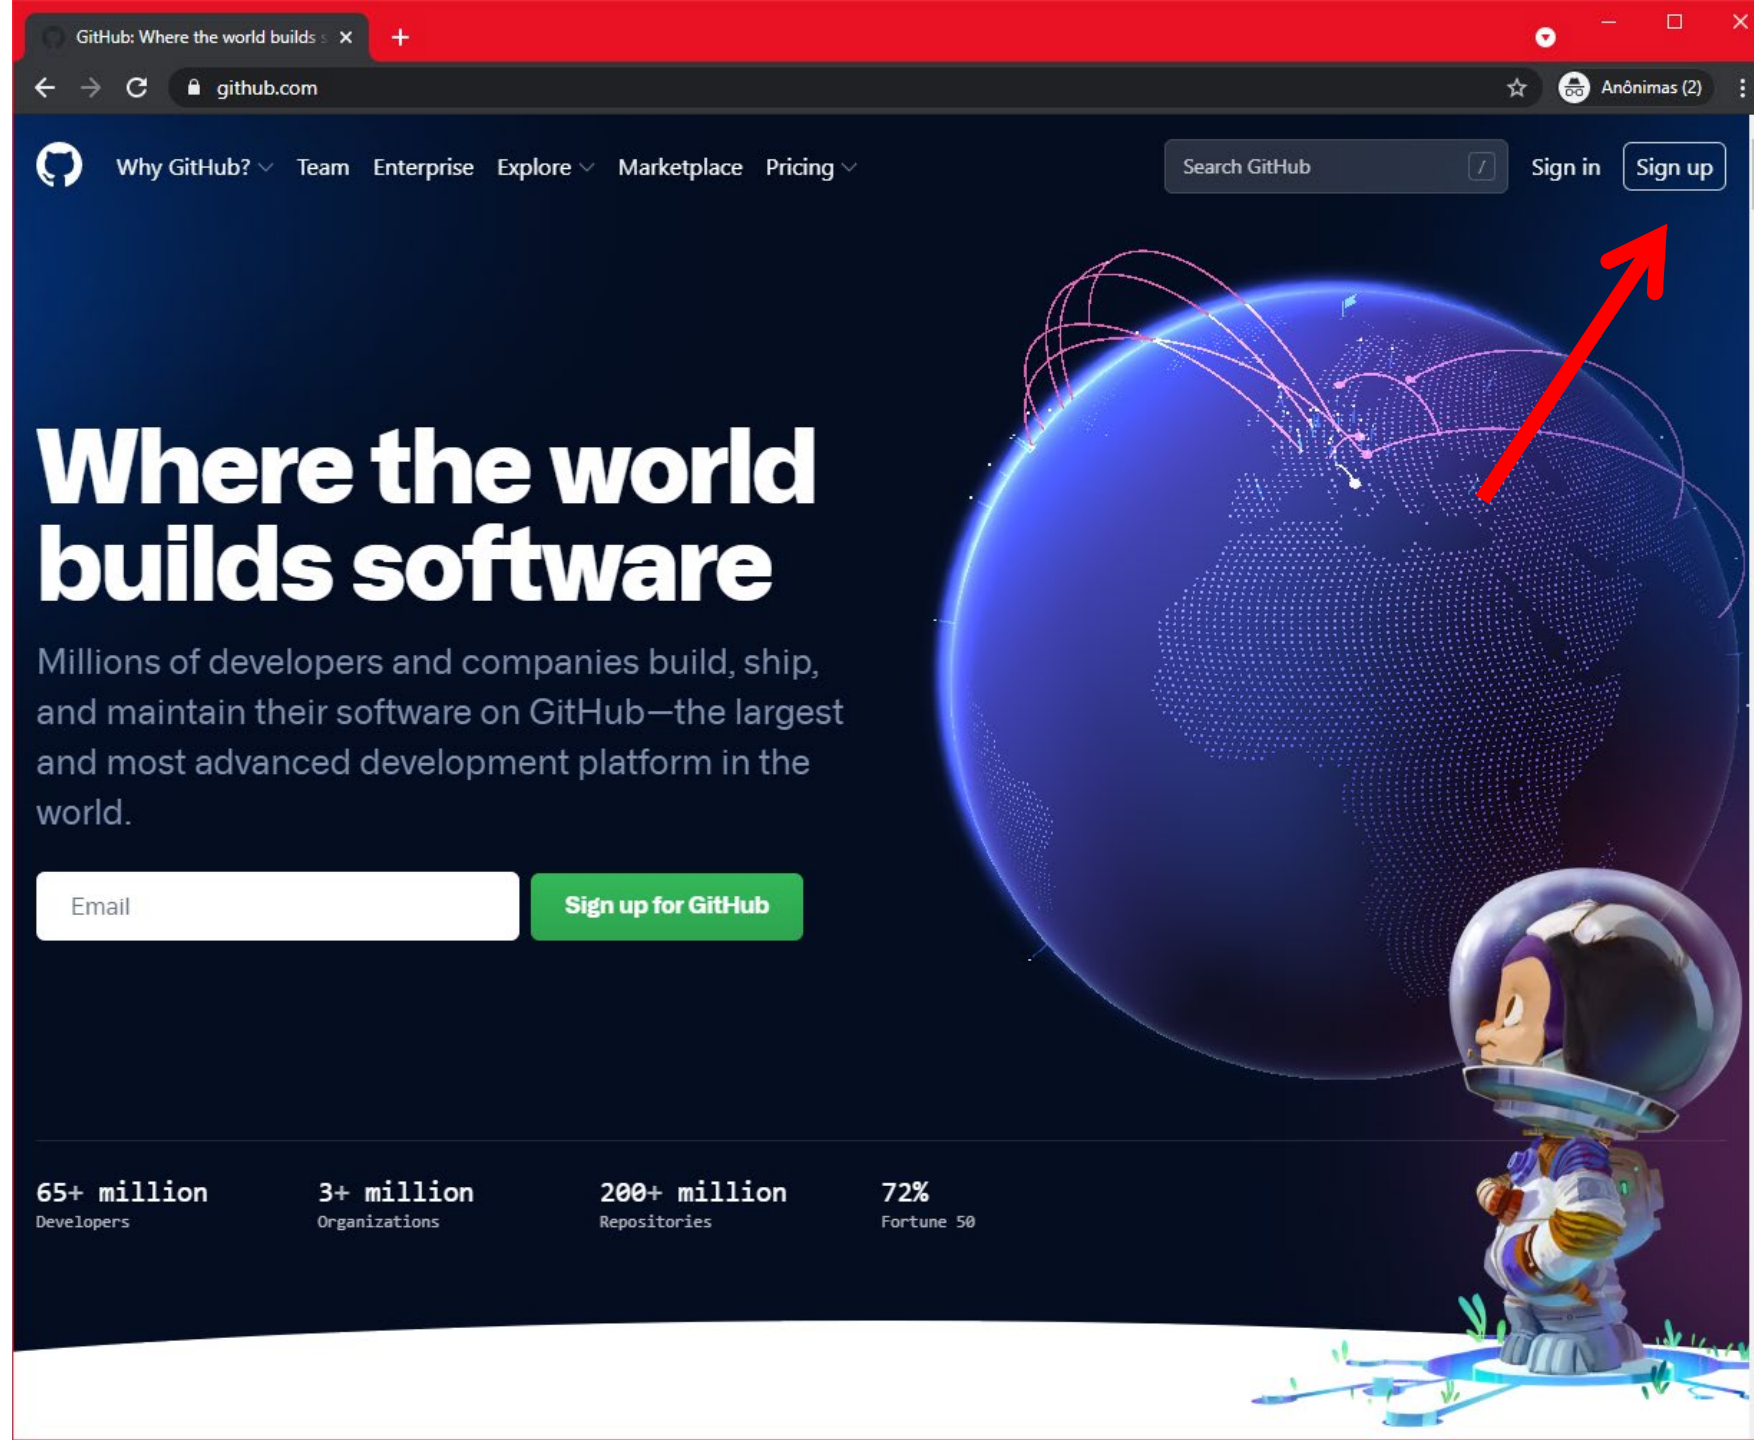 GitHub: Where the world builds s
github.com
Anônimas (2)
Why GitHub? Team Enterprise Explore Marketplace Pricing Search GitHub / Sign in Sign up
Where the world
builds software
Millions of developers and companies build, ship,
and maintain their software on GitHub—the largest
and most advanced development platform in the
world.
Email Sign up for GitHub
65+ million 3+ million 200+ million 72%
Developers Organizations Repositories Fortune 50